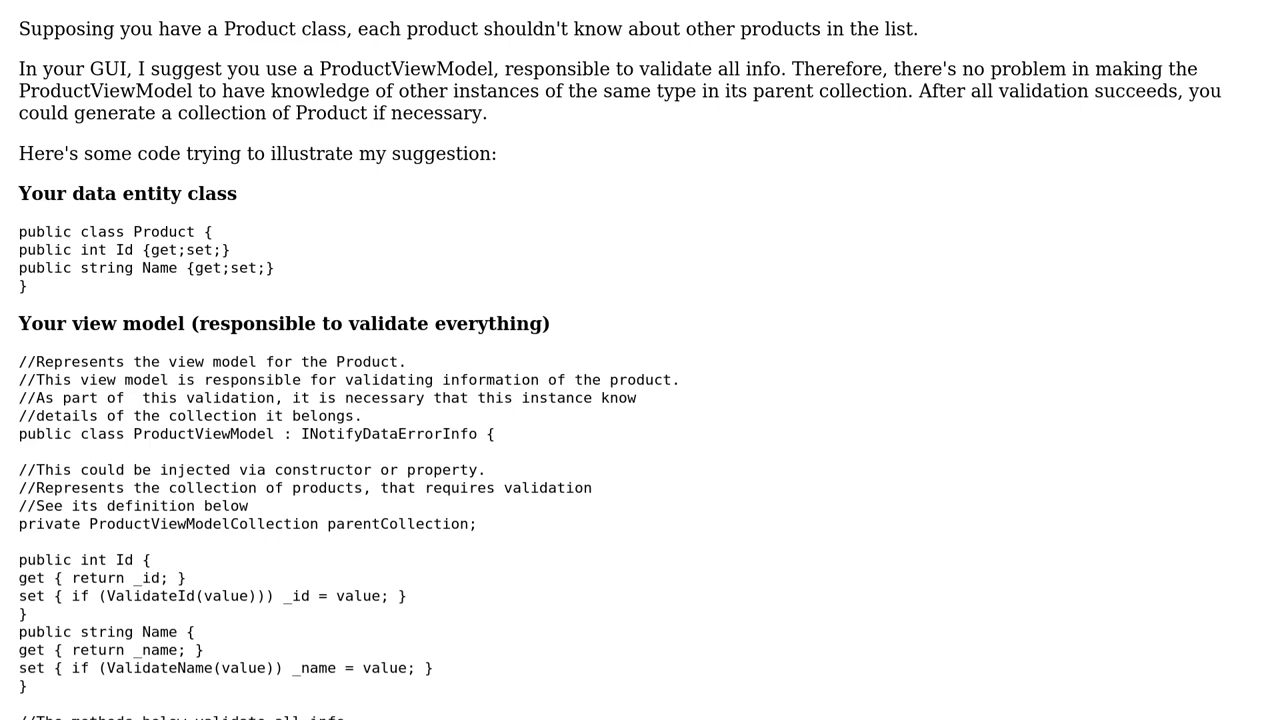 Supposing you have a Product class, each product shouldn't know about other products in the list.
In your GUI, I suggest you use a ProductViewModel, responsible to validate all info. Therefore, there's no problem in making the
ProductViewModel to have knowledge of other instances of the same type in its parent collection. After all validation succeeds, you
could generate a collection of Product if necessary.
Here's some code trying to illustrate my suggestion:
Your data entity class
public class Product {
public int Id {get;set;}
public string Name {get;set;}
}
Your view model (responsible to validate everything)
//Represents the view model for the Product.
//This view model is responsible for validating information of the product.
//As part of  this validation, it is necessary that this instance know
//details of the collection it belongs.
public class ProductViewModel : INotifyDataErrorInfo {
//This could be injected via constructor or property.
//Represents the collection of products, that requires validation
//See its definition below
private ProductViewModelCollection parentCollection;
public int Id {
get { return _id; }
set { if (ValidateId(value))) _id = value; }
}
public string Name {
get { return _name; }
set { if (ValidateName(value)) _name = value; }
}
//The methods below validate all info